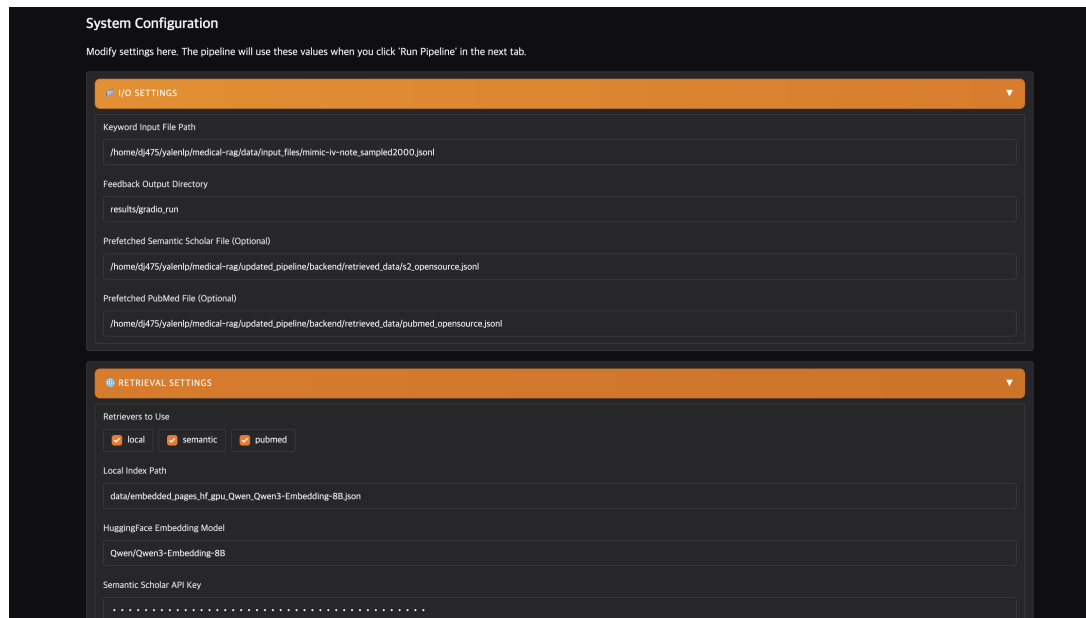 System Configuration
Modify settings here. The pipeline will use these values when you click 'Run Pipeline' in the next tab.
I/O SETTINGS
Keyword Input File Path
/home/dj475/yalenlp/medical-rag/data/input_files/mimic-iv-note_sampled2000.jsonl
Feedback Output Directory
results/gradio_run
Prefetched Semantic Scholar File (Optional)
/home/dj475/yalenlp/medical-rag/updated_pipeline/backend/retrieved_data/s2_opensource.jsonl
Prefetched PubMed File (Optional)
/home/dj475/yalenlp/medical-rag/updated_pipeline/backend/retrieved_data/pubmed_opensource.jsonl
RETRIEVAL SETTINGS
Retrievers to Use
local semantic pubmed
Local Index Path
data/embedded_pages_hf_gpu_Qwen_Qwen3-Embedding-8B.json
HuggingFace Embedding Model
Qwen/Qwen3-Embedding-8B
Semantic Scholar API Key